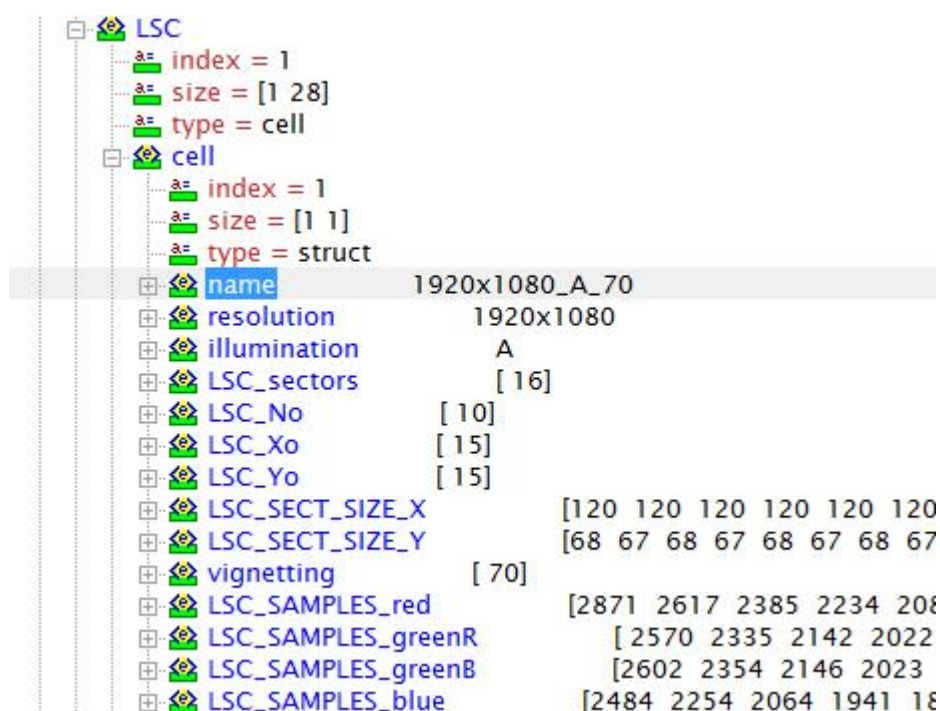 LSC
a= index = 1
a= size = [1 28]
a= type = cell
<e> cell
a= index = 1
a= size = [1 1]
a= type = struct
<e> name 1920x1080_A_70
<e> resolution 1920x1080
<e> illumination A
<e> LSC_sectors [ 16]
<e> LSC_No [ 10]
<e> LSC_Xo [ 15]
<e> LSC_Yo [ 15]
<e> LSC_SECT_SIZE_X [120 120 120 120 120 120
<e> LSC_SECT_SIZE_Y [68 67 68 67 68 67 68 67
<e> vignetting [ 70]
<e> LSC_SAMPLES_red [2871 2617 2385 2234 208
<e> LSC_SAMPLES_greenR [ 2570 2335 2142 2022
<e> LSC_SAMPLES_greenB [2602 2354 2146 2023
<e> LSC_SAMPLES_blue [2484 2254 2064 1941 18